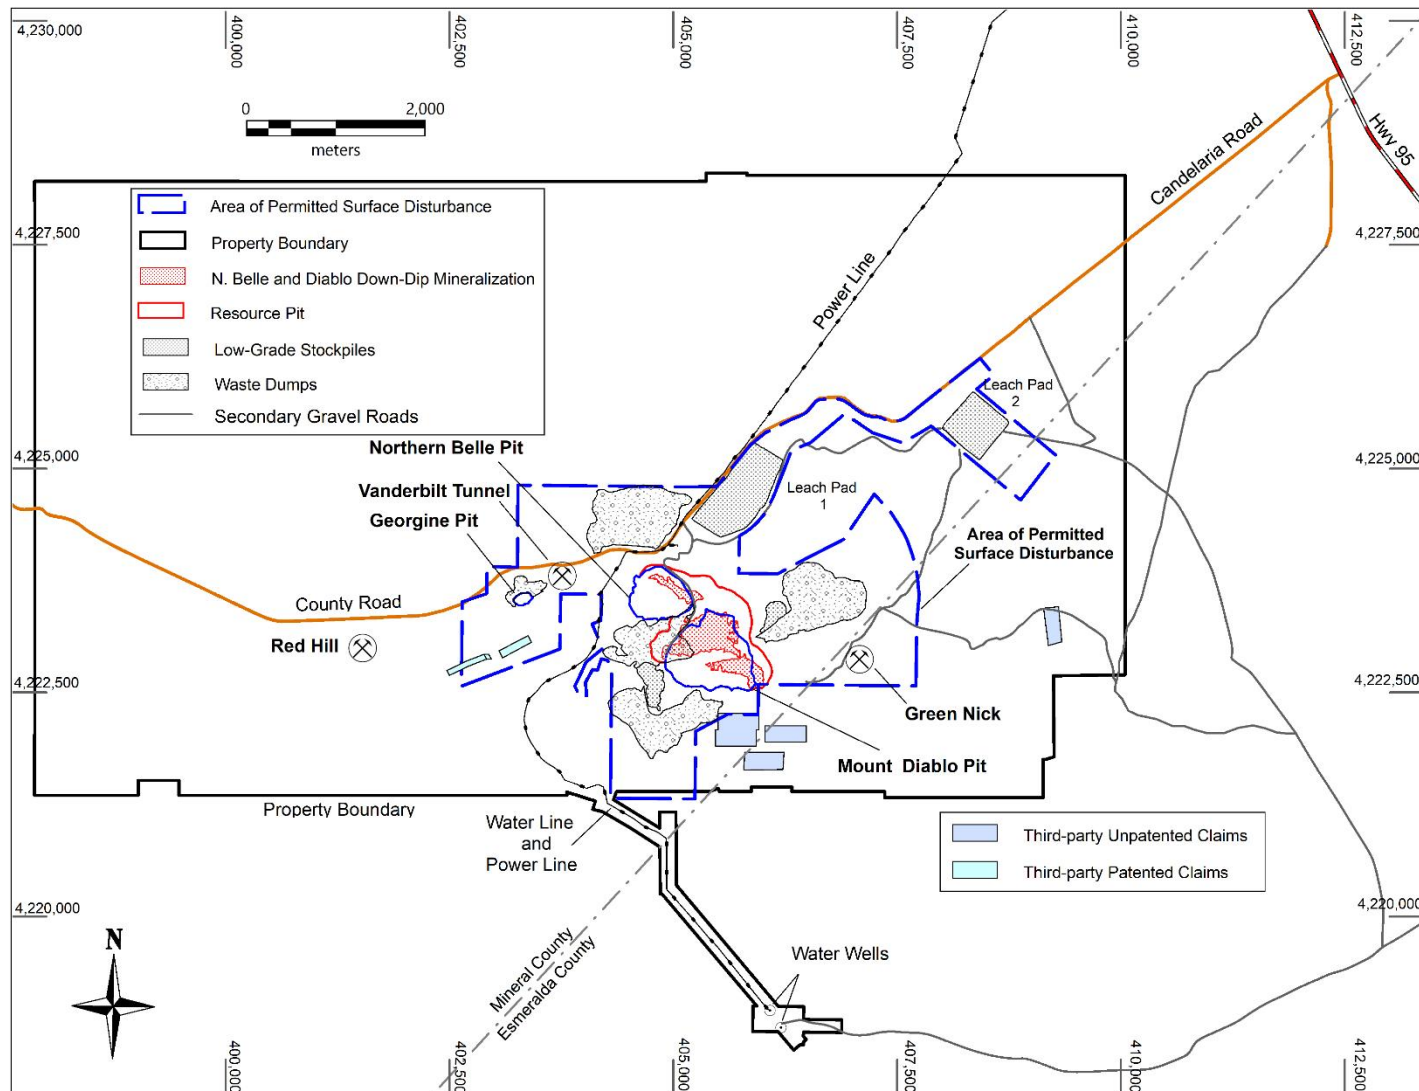 4,230,000
400,000
402,500
405,000
407,500
410,000
412,500
0 2,000
meters
Hwy 95
Candelaria Road
Area of Permitted Surface Disturbance
Property Boundary
N. Belle and Diablo Down-Dip Mineralization
Resource Pit
Low-Grade Stockpiles
Waste Dumps
Secondary Gravel Roads
4,227,500
4,227,500
Power Line
Leach Pad
2
Northern Belle Pit
4,225,000
4,225,000
Vanderbilt Tunnel
Georgine Pit
Leach Pad
1
Area of Permitted
Surface Disturbance
County Road
Red Hill
4,222,500
4,222,500
Green Nick
Mount Diablo Pit
Property Boundary
Water Line
and
Power Line
Third-party Unpatented Claims
Third-party Patented Claims
4,220,000
4,220,000
N
Mineral County
Esmeralda County
Water Wells
400,000
402,500
405,000
407,500
410,000
412,500